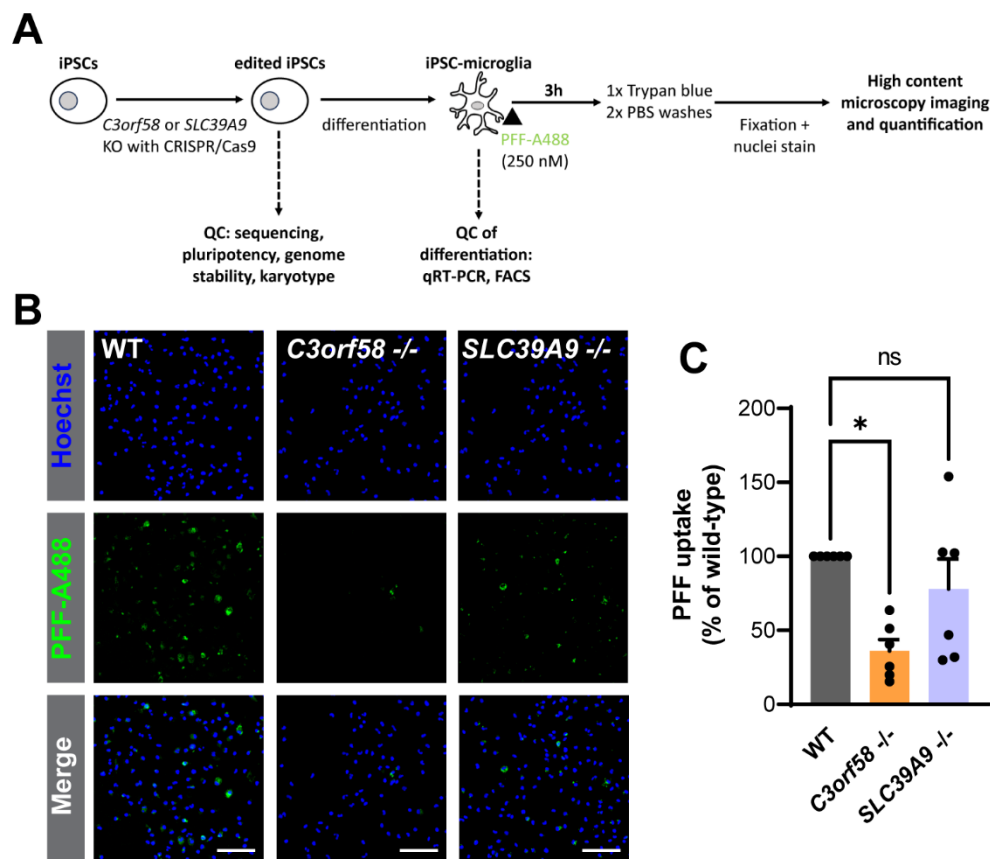 A
iPSCs
edited iPSCs
iPSC-microglia
C3orf58 or SLC39A9
KO with CRISPR/Cas9
differentiation
3h
PFF-A488
(250 nM)
1x Trypan blue
2x PBS washes
Fixation +
nuclei stain
High content
microscopy imaging
and quantification
QC: sequencing,
pluripotency, genome
stability, karyotype
QC of
differentiation:
qRT-PCR, FACS
B
WT
C3orf58 -/-
SLC39A9 -/-
Hoechst
PFF-A488
Merge
C
ns
*
PFF uptake
(% of wild-type)
200
150
100
50
0
WT
C3orf58 -/-
SLC39A9 -/-